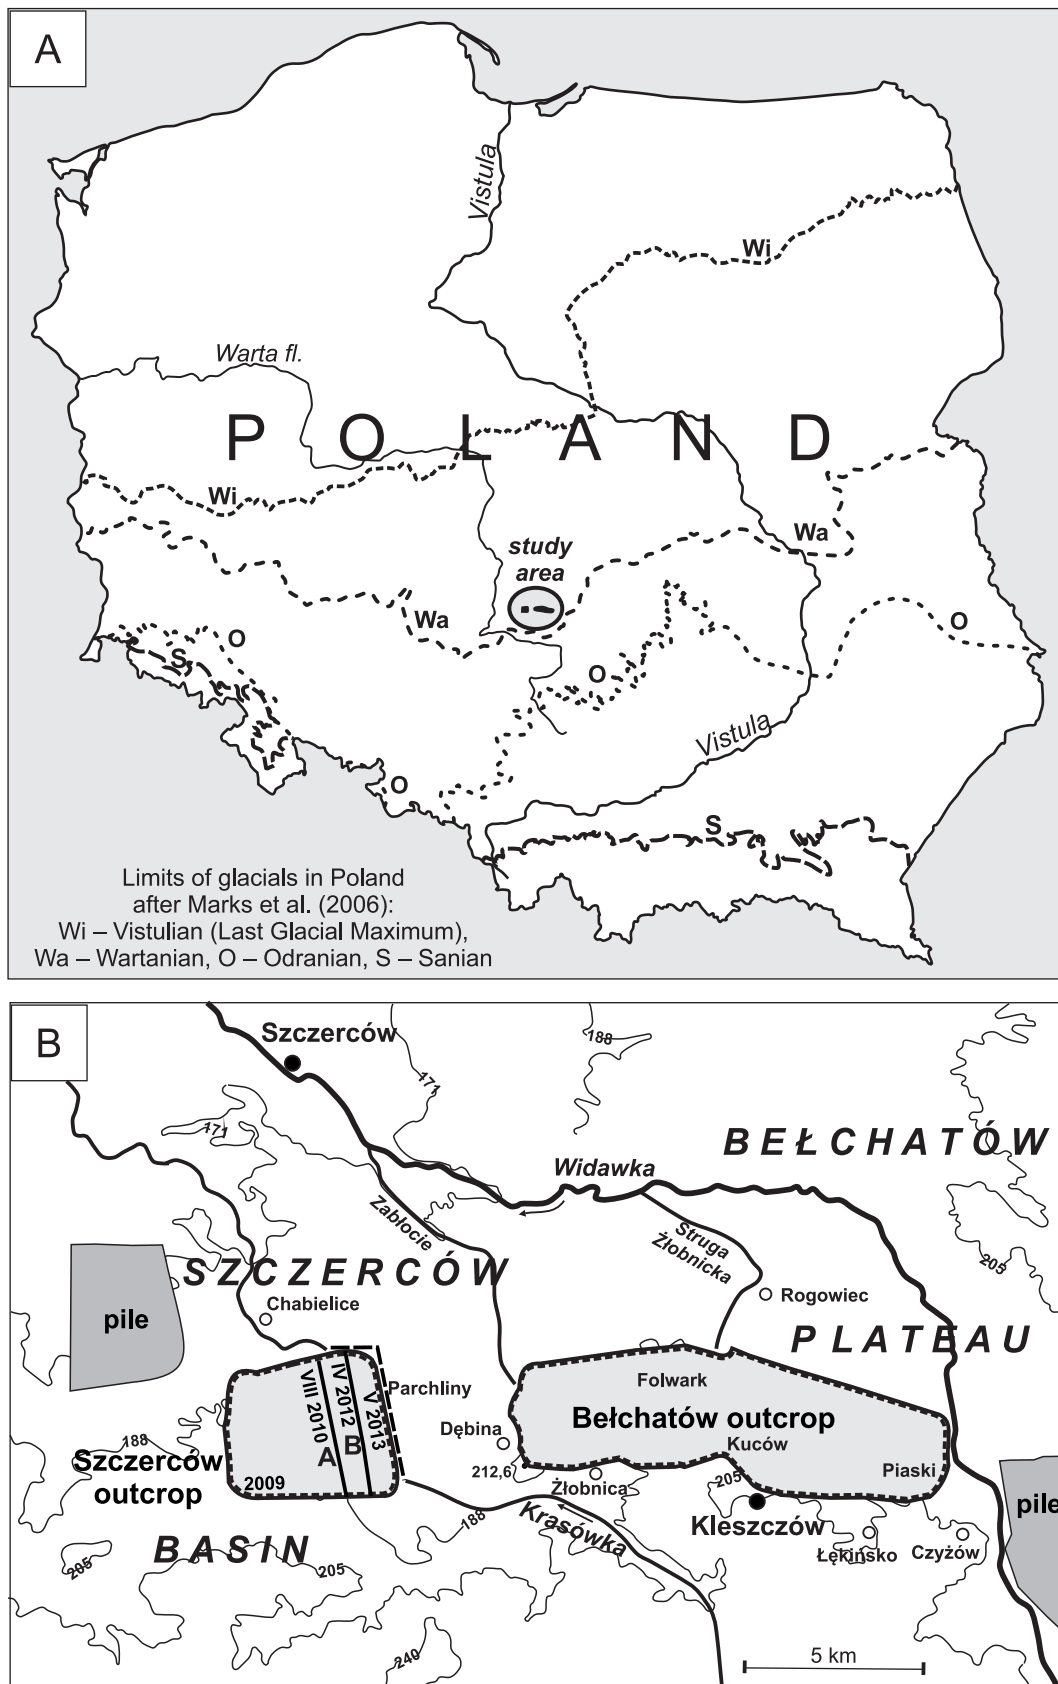 A
Vistula
Wi
Warta fl.
POLAND
Wi
study
area
Wa
Wa
O
O
S
O
Vistula
O
S
Limits of glacials in Poland
after Marks et al. (2006):
Wi – Vistulian (Last Glacial Maximum),
Wa – Wartanian, O – Odranian, S – Sanian
B
Szczerców
188
171
171
BEŁCHATÓW
Widawka
Zabłocie
Struga
Żłobnicka
205
SZCZERCÓW
Rogowiec
Chabielice
pile
PLATEAU
Parchliny
Folwark
VIII 2010
IV 2012
V 2013
A
B
Bełchatów outcrop
Dębina
Kuców
188
Szczerców
outcrop
2009
212,6
Żłobnica
205
Piaski
pile
Krasówka
188
Kleszczów
BASIN
Łękińsko
Czyżów
205
205
240
5 km